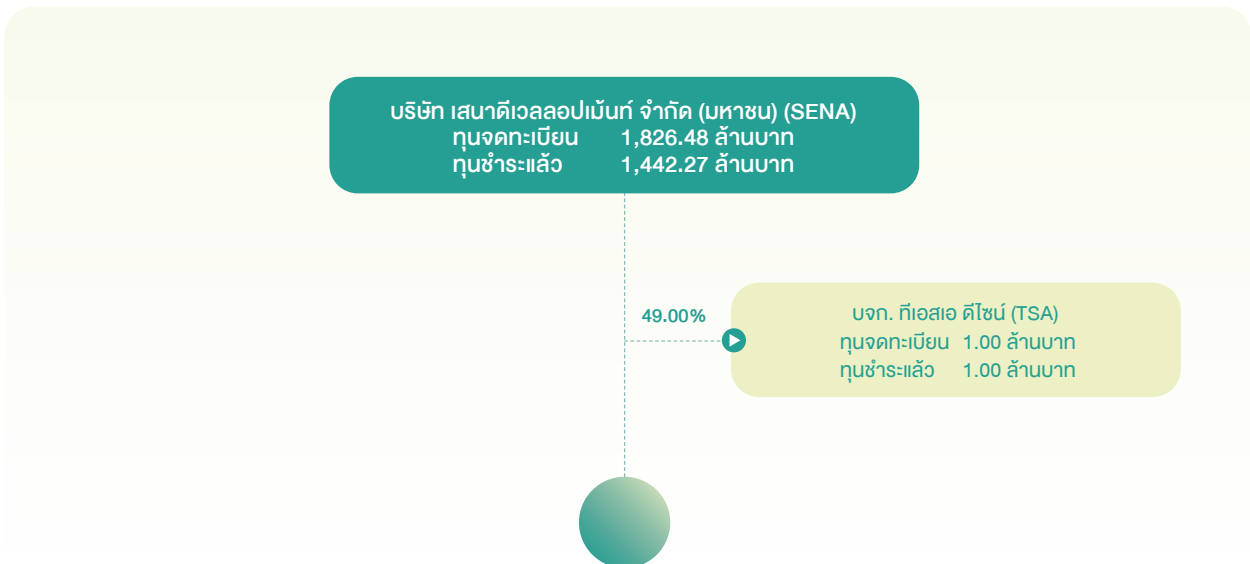 บริษัท เสนาดีเวลลอปเม้นท์ จำกัด (มหาชน) (SENA)
ทุนจดทะเบียน 1,826.48 ล้านบาท
ทุนชำระแล้ว 1,442.27 ล้านบาท
49.00%
บจก. ทีเอสเอ ดีไซน์ (TSA)
ทุนจดทะเบียน 1.00 ล้านบาท
ทุนชำระแล้ว 1.00 ล้านบาท